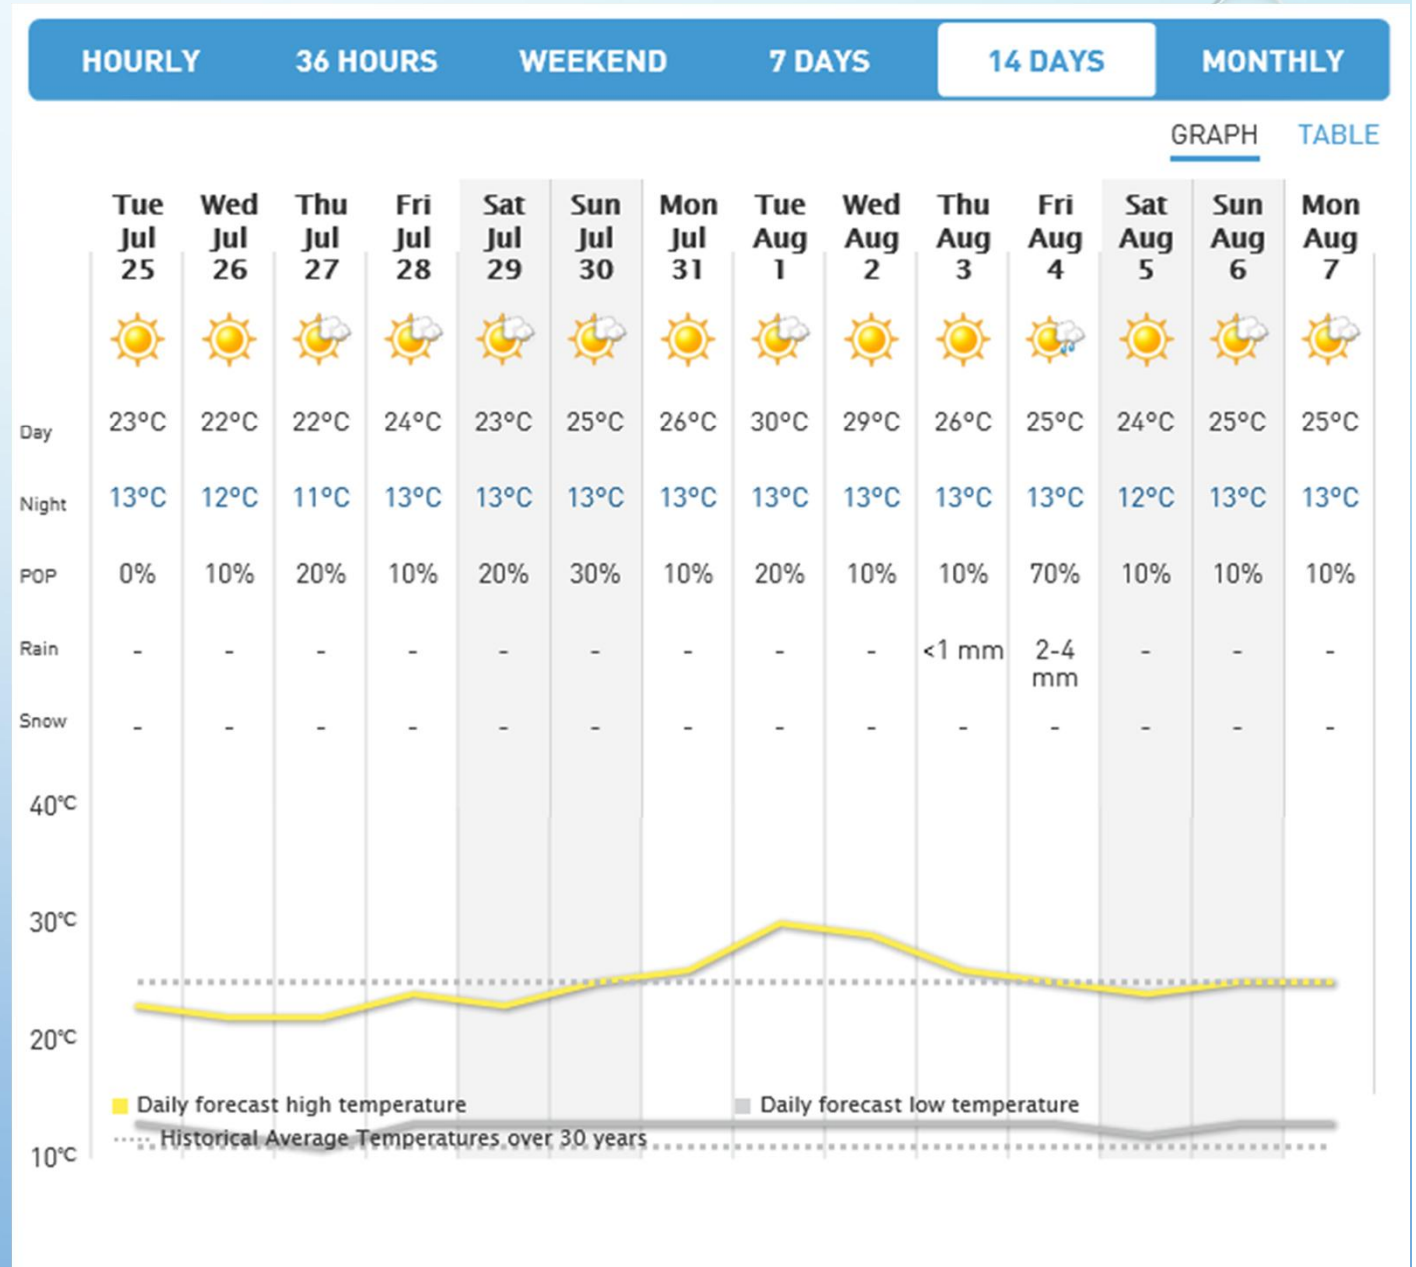 HOURLY 36 HOURS WEEKEND 7 DAYS 14 DAYS MONTHLY
GRAPH TABLE
Tue Wed Thu Fri Sat Sun Mon Tue Wed Thu Fri Sat Sun Mon
Jul Jul Jul Jul Jul Jul Jul Aug Aug Aug Aug Aug Aug Aug
25 26 27 28 29 30 31 1 2 3 4 5 6 7
Day 23°C 22°C 22°C 24°C 23°C 25°C 26°C 30°C 29°C 26°C 25°C 24°C 25°C 25°C
Night 13°C 12°C 11°C 13°C 13°C 13°C 13°C 13°C 13°C 13°C 13°C 12°C 13°C 13°C
POP 0% 10% 20% 10% 20% 30% 10% 20% 10% 10% 70% 10% 10% 10%
Rain - - - - - - - - - <1 mm 2-4 - - -
mm
Snow - - - - - - - - - - - - - -
40°C
30°C
20°C
Daily forecast high temperature Daily forecast low temperature
Historical Average Temperatures over 30 years
10°C